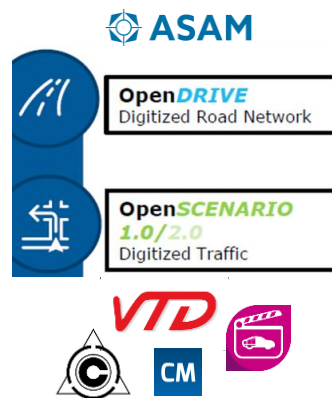 ASAM
OpenDRIVE
Digitized Road Network
OpenSCENARIO
1.0/2.0
Digitized Traffic
VTD
C
CM